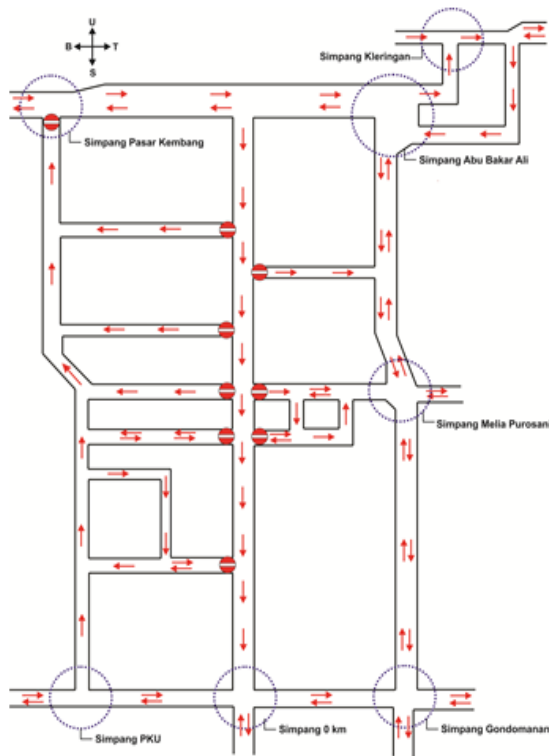 U
B T
S
Simpang Kleringan
Simpang Pasar Kembang
Simpang Abu Bakar Ali
Simpang Melia Purosani
Simpang PKU
Simpang 0 km
Simpang Gondomanan